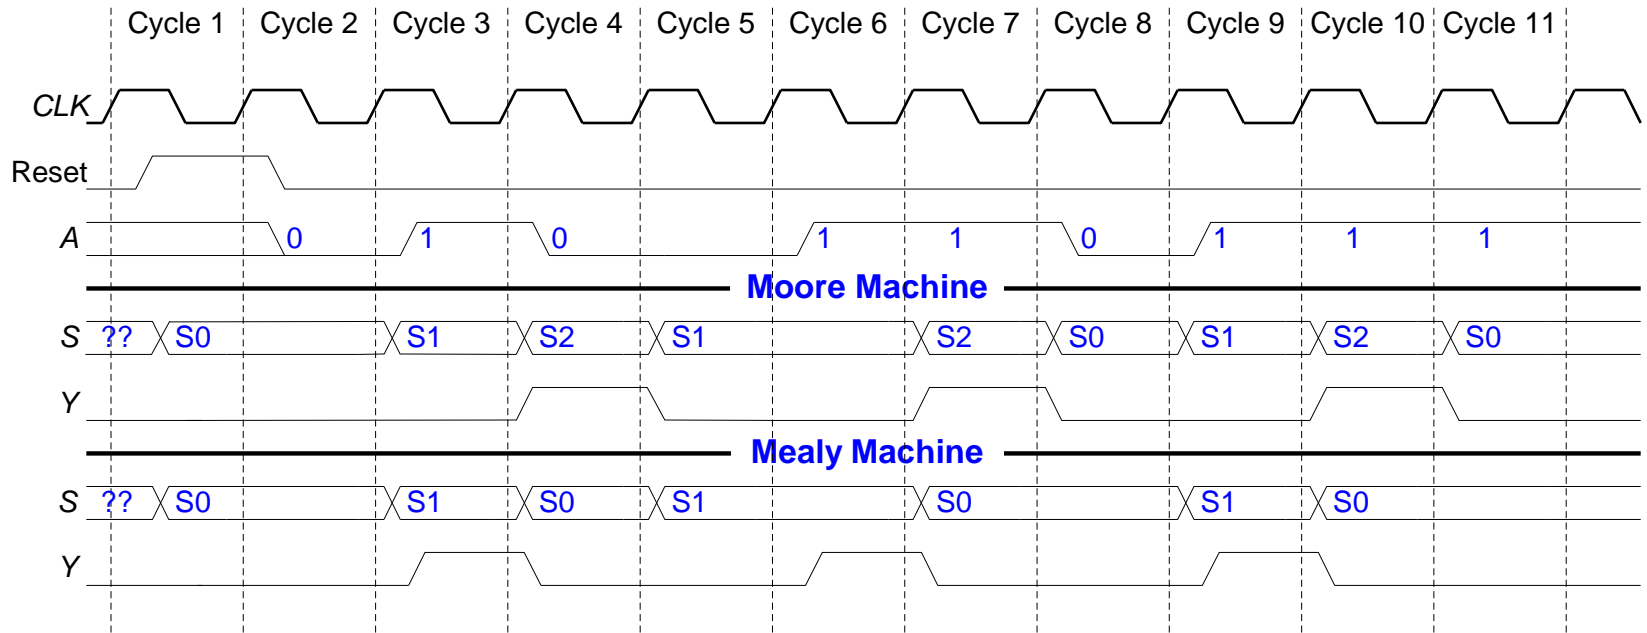 Cycle 1 Cycle 2 Cycle 3 Cycle 4 Cycle 5 Cycle 6 Cycle 7 Cycle 8 Cycle 9 Cycle 10 Cycle 11
CLK
Reset
A 0 1 0 1 1 0 1 1 1
Moore Machine
S ?? S0 S1 S2 S1 S2 S0 S1 S2 S0
Y
Mealy Machine
S ?? S0 S1 S0 S1 S0 S1 S0
Y